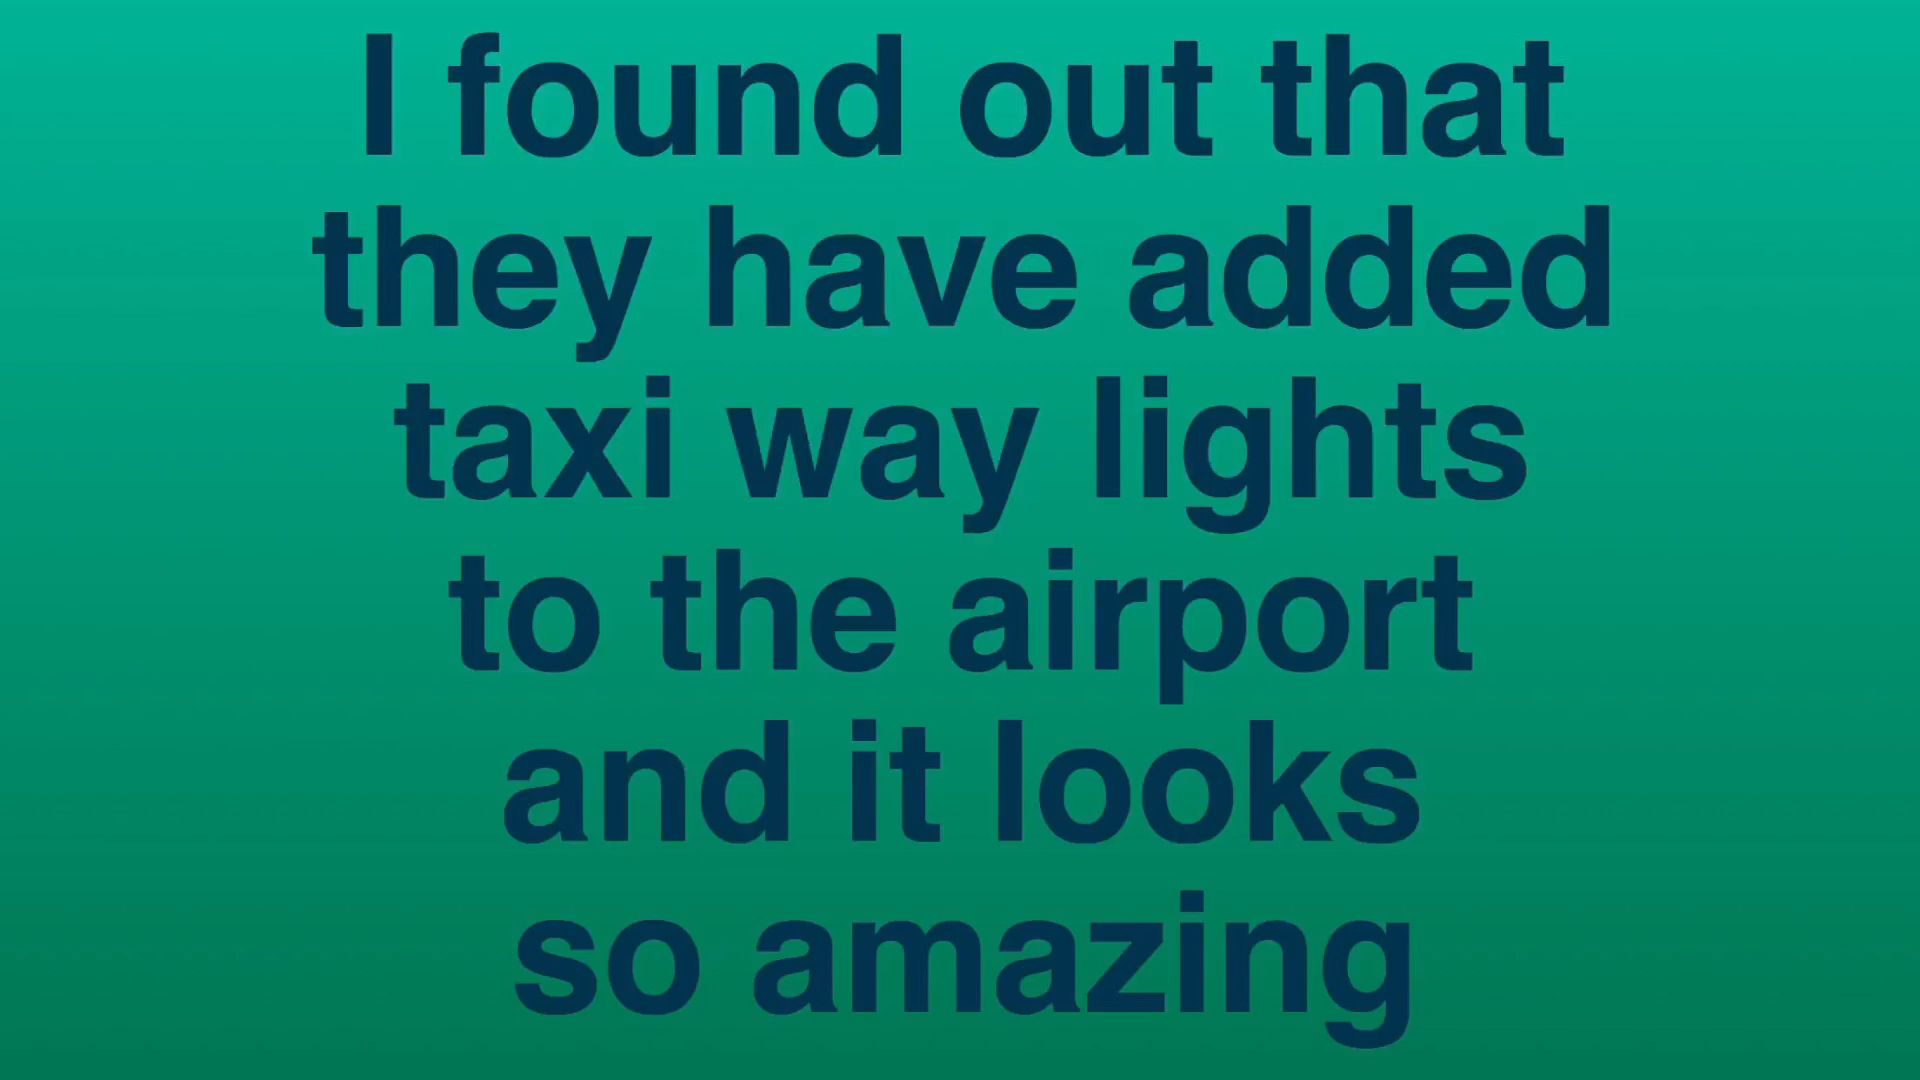 I found out that
they have added
taxi way lights
to the airport
and it looks
so amazing